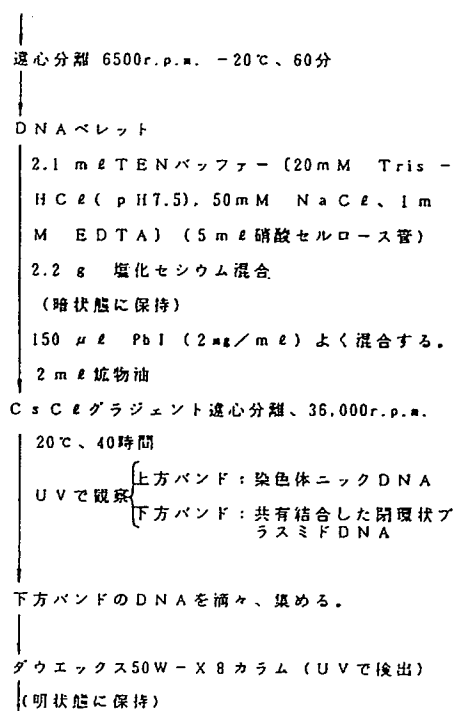 遠心分離 6500r.p.m. －20℃、60分
DNAペレット
2.1 mℓTENバッファー〔20mM Tris－
HCℓ(pH7.5), 50mM NaCℓ、1m
M EDTA〕(5mℓ硝酸セルロース管)
2.2 g 塩化セシウム混合
(暗状態に保持)
150 μℓ PbI (2mg/mℓ) よく混合する。
2mℓ鉱物油
CsCℓグラジェント遠心分離、36,000r.p.m.
20℃、40時間
UVで観察
上方バンド：染色体ニックDNA
下方バンド：共有結合した閉環状プ
ラスミドDNA
下方バンドのDNAを滴々、集める。
ダウエックス50W－X8カラム (UVで検出)
(明状態に保持)